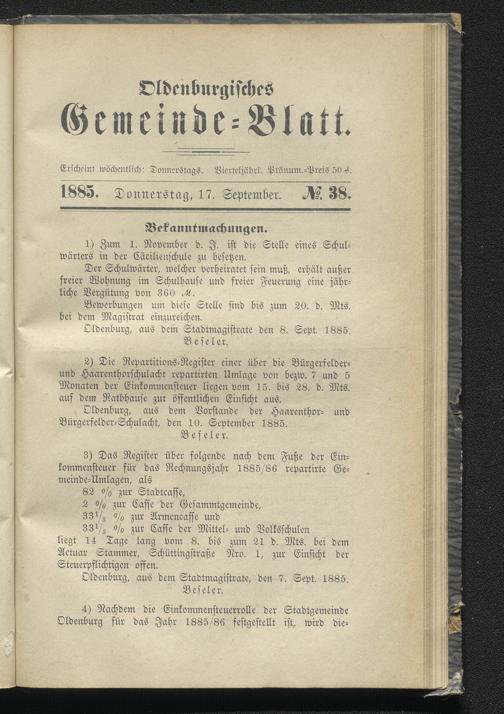 Oldenburgisches
Gemeinde-Blatt.
Erscheint wöchentlich: Donnerstags. Vierteljährl. Pränum.-Preis 50 ₰.
1885. Donnerstag, 17. September. № 38.
Bekanntmachungen.
1) Zum 1. November d. J. ist die Stelle eines Schul-
wärters in der Cäcilienschule zu besetzen.
Der Schulwärter, welcher verheiratet sein muß, erhält außer
freier Wohnung im Schulhause und freier Feuerung eine jähr-
liche Vergütung von 360 ℳ.
Bewerbungen um diese Stelle sind bis zum 20. d. Mts.
bei dem Magistrat einzureichen.
Oldenburg, aus dem Stadtmagistrate den 8. Sept. 1885.
Beseler.
2) Die Repartitions-Register einer über die Bürgerfelder-
und Haarenthorschulacht repartirten Umlage von bezw. 7 und 5
Monaten der Einkommensteuer liegen vom 15. bis 28. d. Mts.
auf dem Rathhause zur öffentlichen Einsicht aus.
Oldenburg, aus dem Vorstande der Haarenthor- und
Bürgerfelder-Schulacht, den 10. September 1885.
Beseler.
3) Das Register über folgende nach dem Fuße der Ein-
kommensteuer für das Rechnungsjahr 1885/86 repartirte Ge-
meinde-Umlagen, als
82 % zur Stadtcasse,
2 % zur Casse der Gesammtgemeinde,
33⅓ % zur Armencasse und
33⅓ % zur Casse der Mittel- und Volksschulen
liegt 14 Tage lang vom 8. bis zum 21 d. Mts. bei dem
Actuar Stammer, Schüttingstraße Nro. 1, zur Einsicht der
Steuerpflichtigen offen.
Oldenburg, aus dem Stadtmagistrate, den 7. Sept. 1885.
Beseler.
4) Nachdem die Einkommensteuerrolle der Stadtgemeinde
Oldenburg für das Jahr 1885/86 festgestellt ist, wird die-